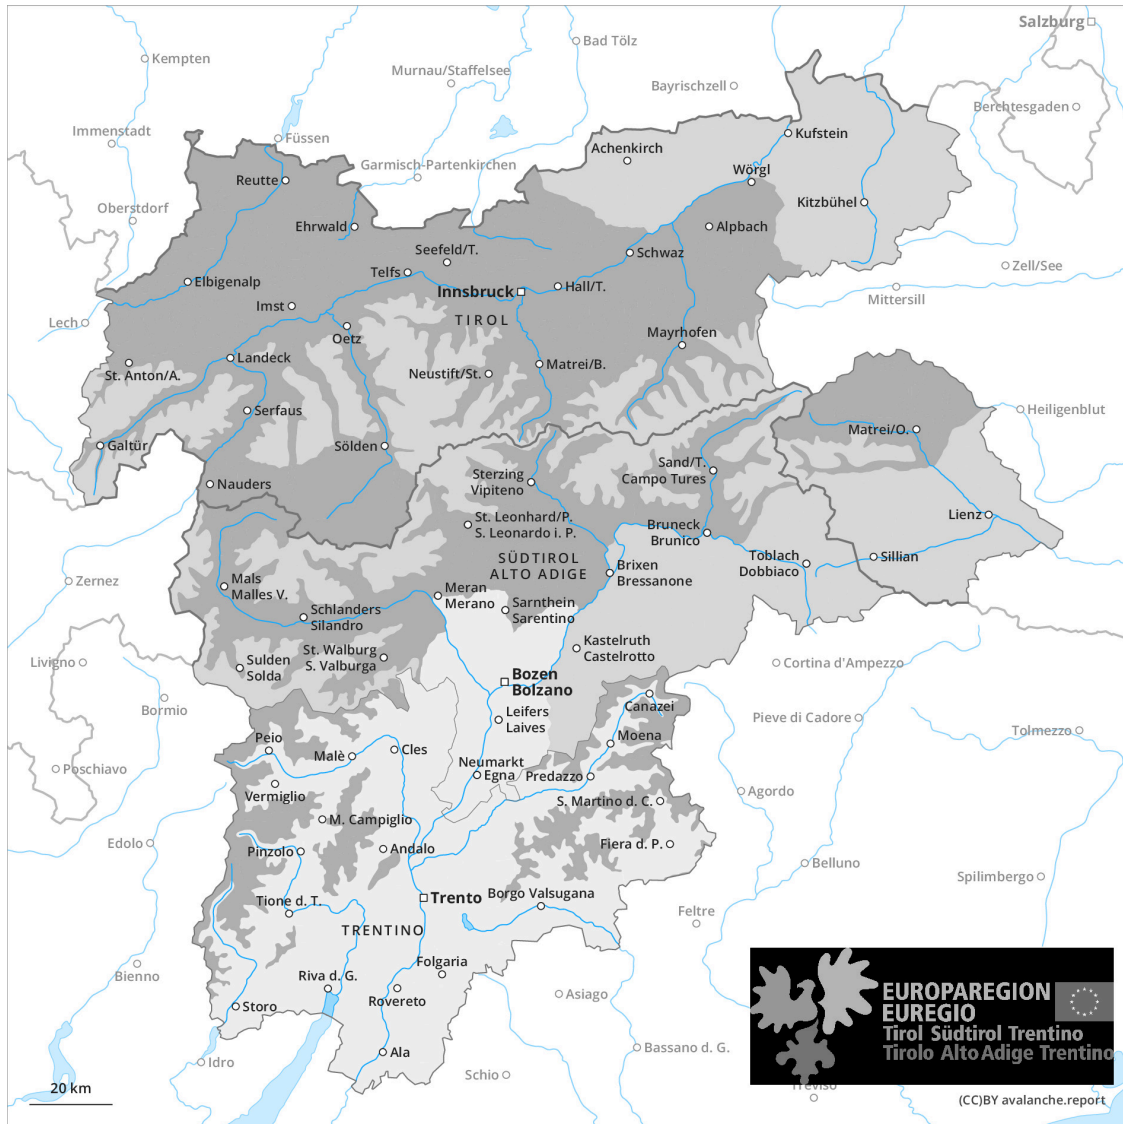 Salzburg
Bad Tölz
Kempten
Murnau/Staffelsee
Bayrischzell
Berchtesgaden
Immenstadt
Füssen
Kufstein
Achenkirch
Garmisch-Partenkirchen
Wörgl
Reutte
Kitzbühel
Oberstdorf
Ehrwald
Alpbach
Seefeld/T.
Schwaz
Telfs
Zell/See
Elbigenalp
Innsbruck
Hall/T.
Mittersill
Imst
TIROL
Lech
Oetz
Mayrhofen
Landeck
Matrei/B.
St. Anton/A.
Neustift/St.
Serfaus
Heiligenblut
Matrei/O.
Galtür
Sölden
Sand/T.
Campo Tures
Sterzing
Vipiteno
Nauders
Lienz
St. Leonhard/P.
S. Leonardo i. P.
Bruneck
Brunico
SÜDTIROL
ALTO ADIGE
Toblach
Dobbiaco
Sillian
Brixen
Bressanone
Zernez
Mals
Malles V.
Meran
Merano
Sarnthein
Sarentino
Schlanders
Silandro
Kastelruth
Castelrotto
St. Walburg
S. Valburga
Livigno
Sulden
Solda
Cortina d'Ampezzo
Bozen
Bolzano
Canazei
Bormio
Leifers
Laives
Pieve di Cadore
Tolmezzo
Peio
Moena
Malè
Cles
Neumarkt
Egna
Predazzo
Poschiavo
Vermiglio
Agordo
S. Martino d. C.
M. Campiglio
Edolo
Pinzolo
Andalo
Fiera d. P.
Belluno
Spilimbergo
Trento
Borgo Valsugana
Tione d. T.
Feltre
TRENTINO
Bienno
Folgaria
Riva d. G.
Rovereto
Asiago
Storo
EUROPAREGION
EUREGIO
Tirol Südtirol Trentino
Tirolo Alto Adige Trentino
Ala
Idro
Bassano d. G.
Schio
Treviso
20 km
(CC)BY avalanche.report